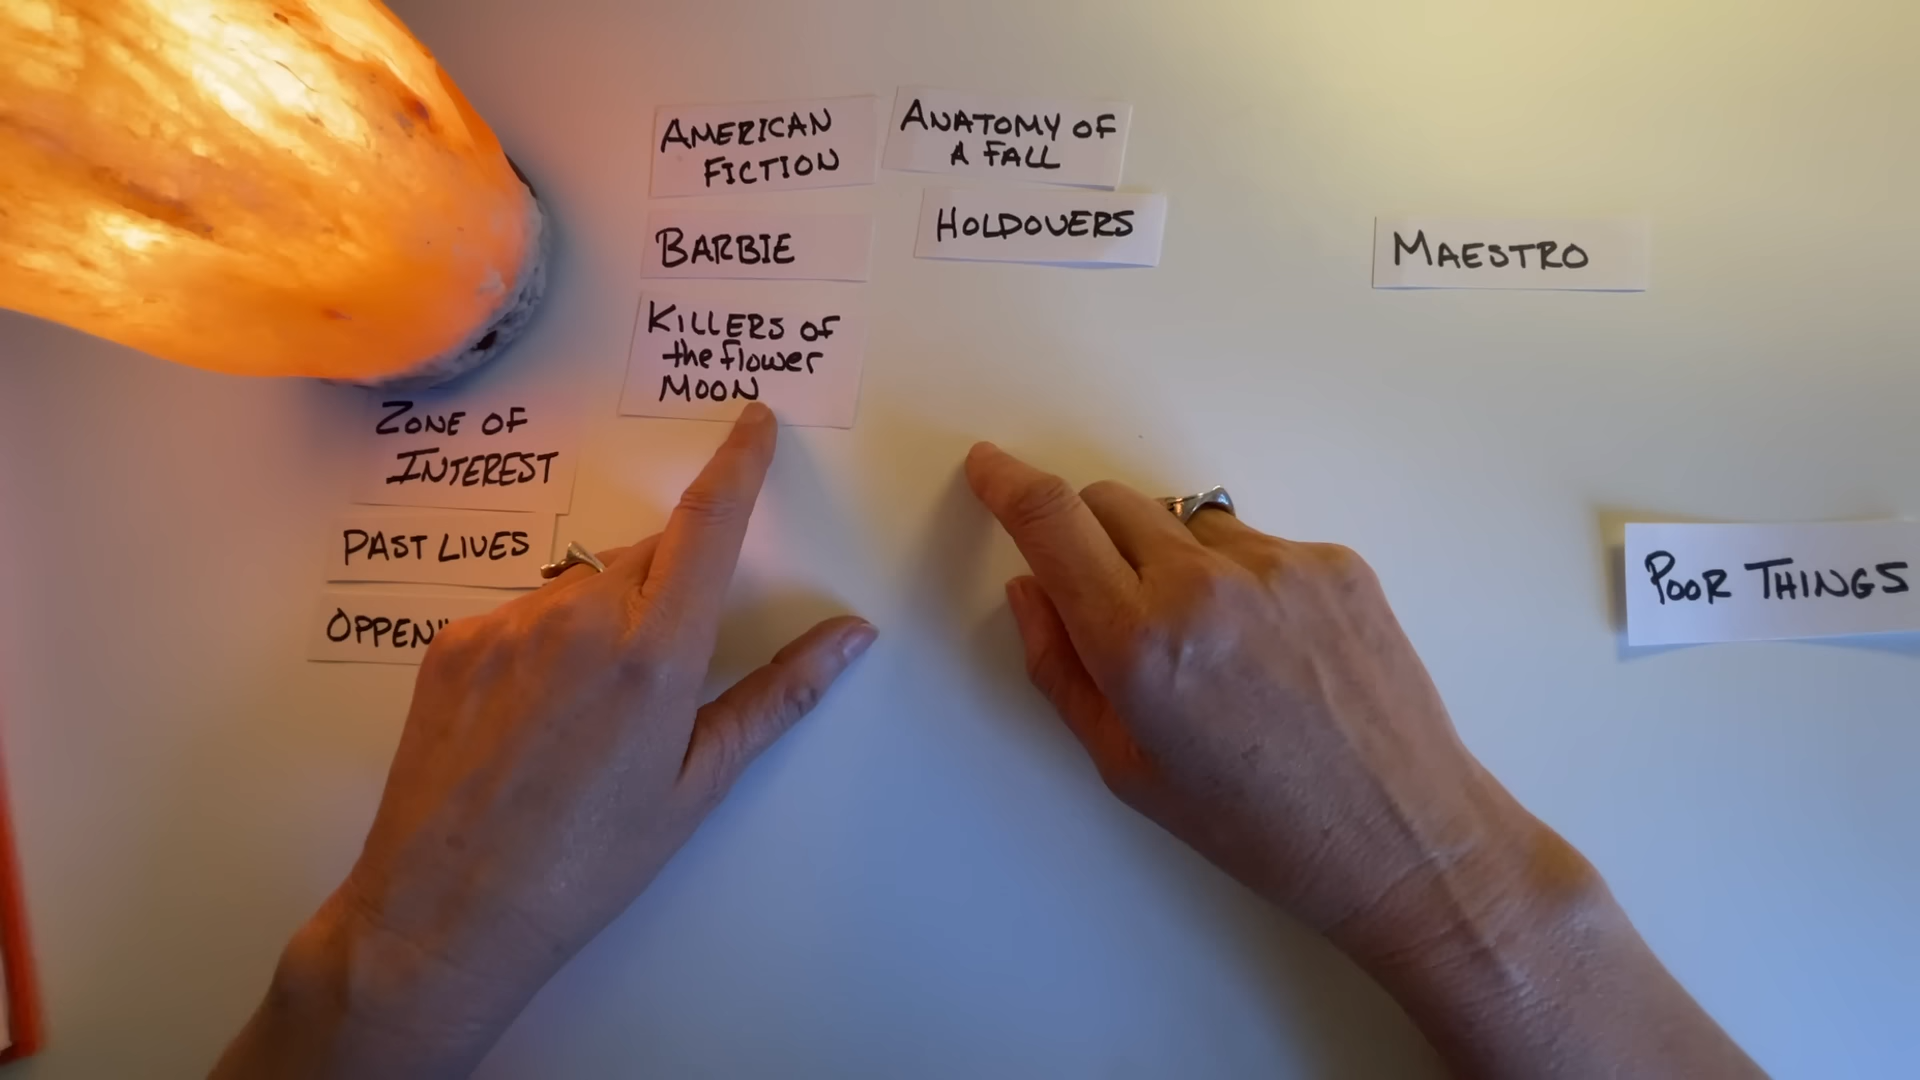 AMERICAN
FICTION
ANATOMY OF
A FALL
BARBIE
HOLDOVERS
MAESTRO
KILLERS OF
the flower
MOON
ZONE OF
INTEREST
PAST LIVES
OPPEN
POOR THINGS